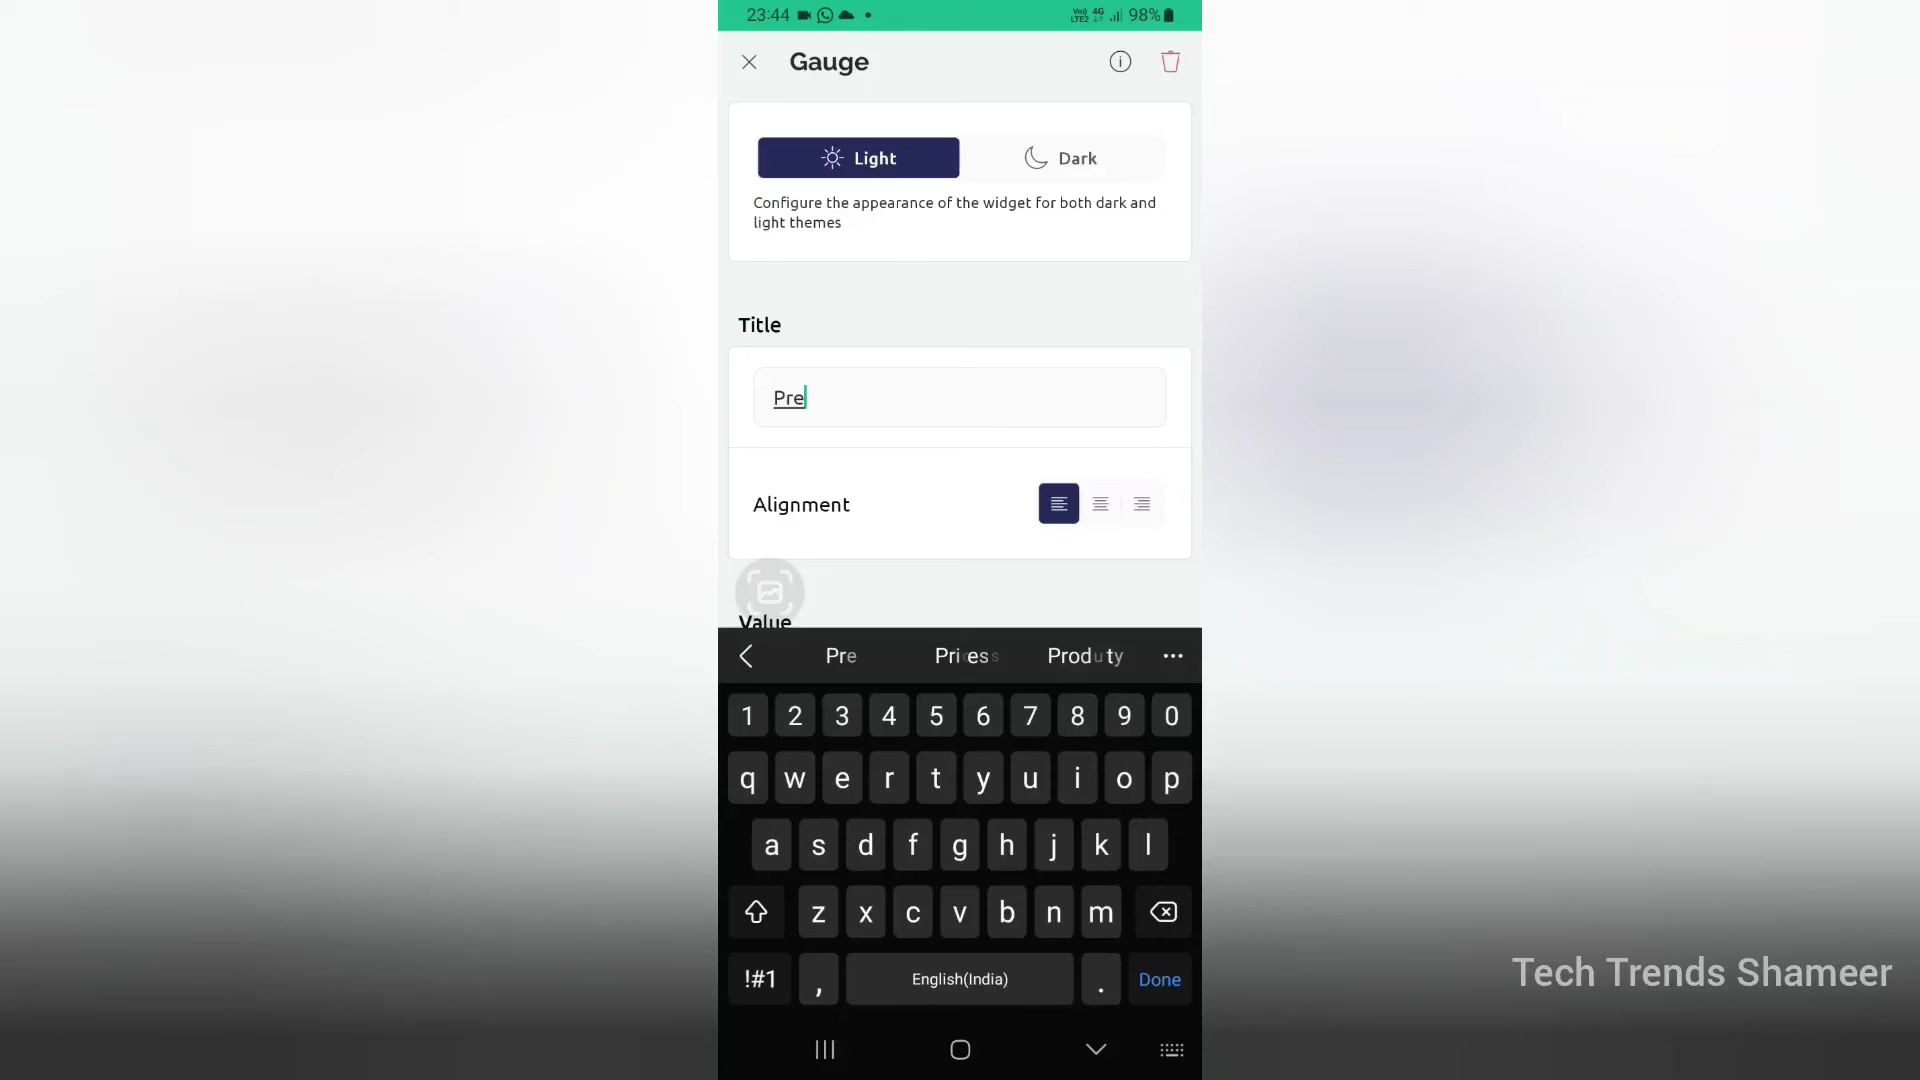 23:44 98%
Gauge
Light Dark
Configure the appearance of the widget for both dark and
light themes
Title
Pre
Alignment
Value
Pre
1 2 3 4 5 6 7 8 9 0
q w e r t y u i o p
a s d f g h j k l
z x c v b n m
!#1 , English(India) . Done
Tech Trends Shameer